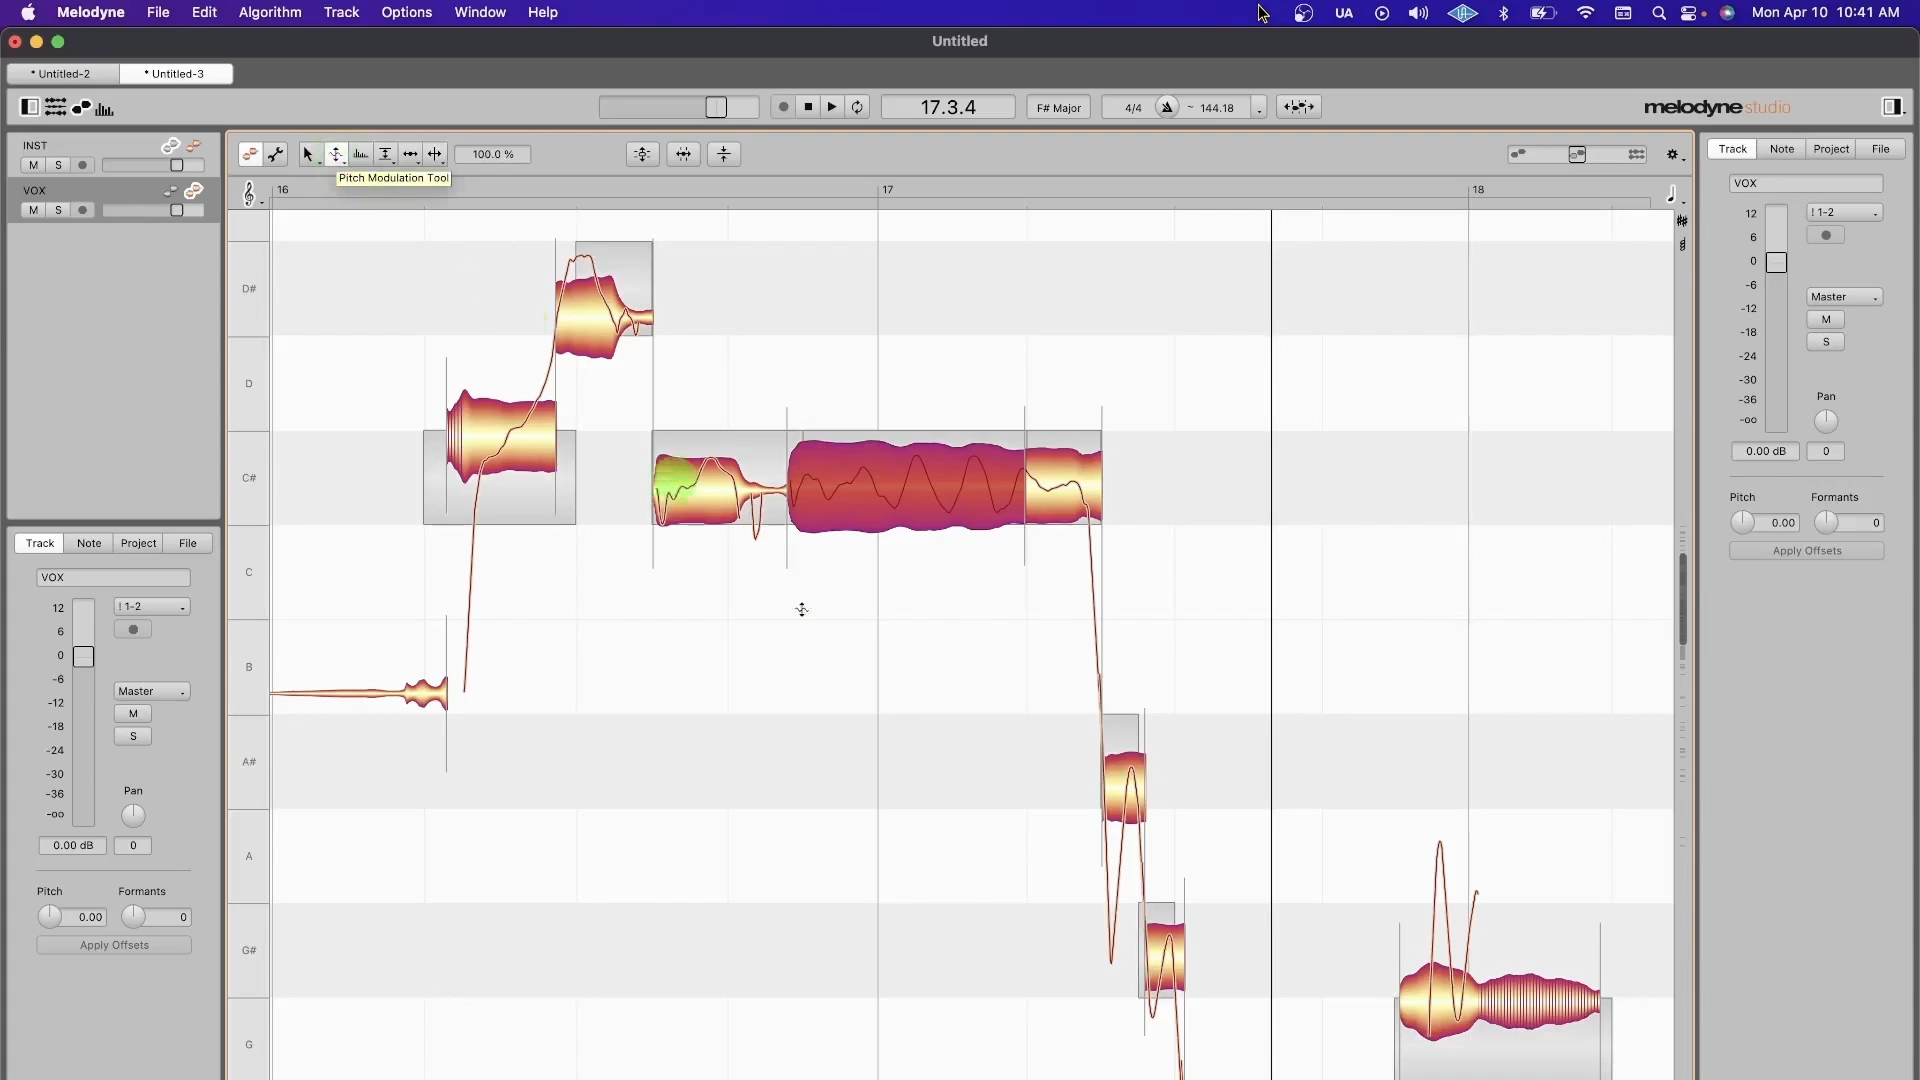 Melodyne File Edit Algorithm Track Options Window Help UA Mon Apr 10 10:41 AM
Untitled
* Untitled-2 * Untitled-3
17.3.4 F# Major 4/4 ~ 144.18 melodyne studio
INST
M S
VOX
M S
100.0 %
Pitch Modulation Tool
16 17 18
D#
D
C#
C
B
A#
A
G#
G
Track Note Project File
VOX
12 ! 1-2
6
0
-6
-12 Master
-18 M
-24 S
-30
-36 Pan
-oo
0.00 dB 0
Pitch Formants
0.00 0
Apply Offsets
Track Note Project File
VOX
12 ! 1-2
6
0
-6 Master
-12 M
-18 S
-24
-30
-36 Pan
-oo
0.00 dB 0
Pitch Formants
0.00 0
Apply Offsets